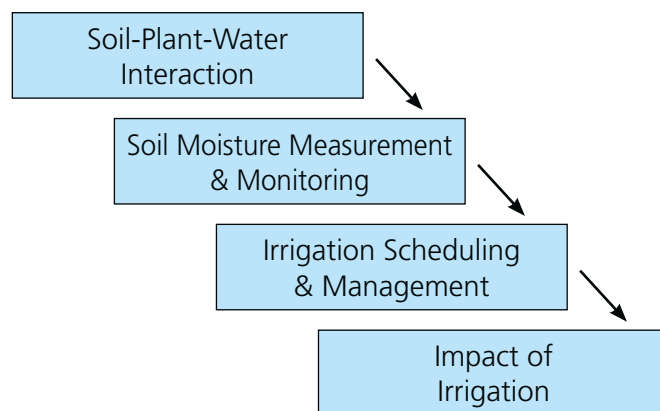 Soil-Plant-Water
Interaction
Soil Moisture Measurement
& Monitoring
Irrigation Scheduling
& Management
Impact of
Irrigation